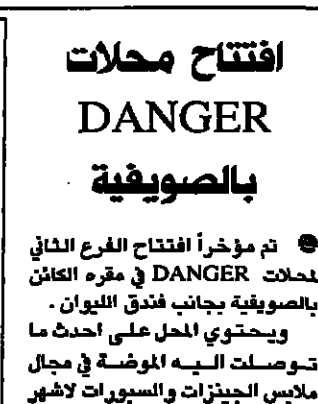 افتتاح محلات
DANGER
بالصويفية
تم مؤخراً افتتاح الفرع الثاني
لمحلات DANGER في مقره الكائن
بالصويفية بجانب فندق الليوان .
ويحتوي المحل على احدث ما
توصلت اليه الموضة في مجال
ملابس الجينزات والسبورات لاشهر